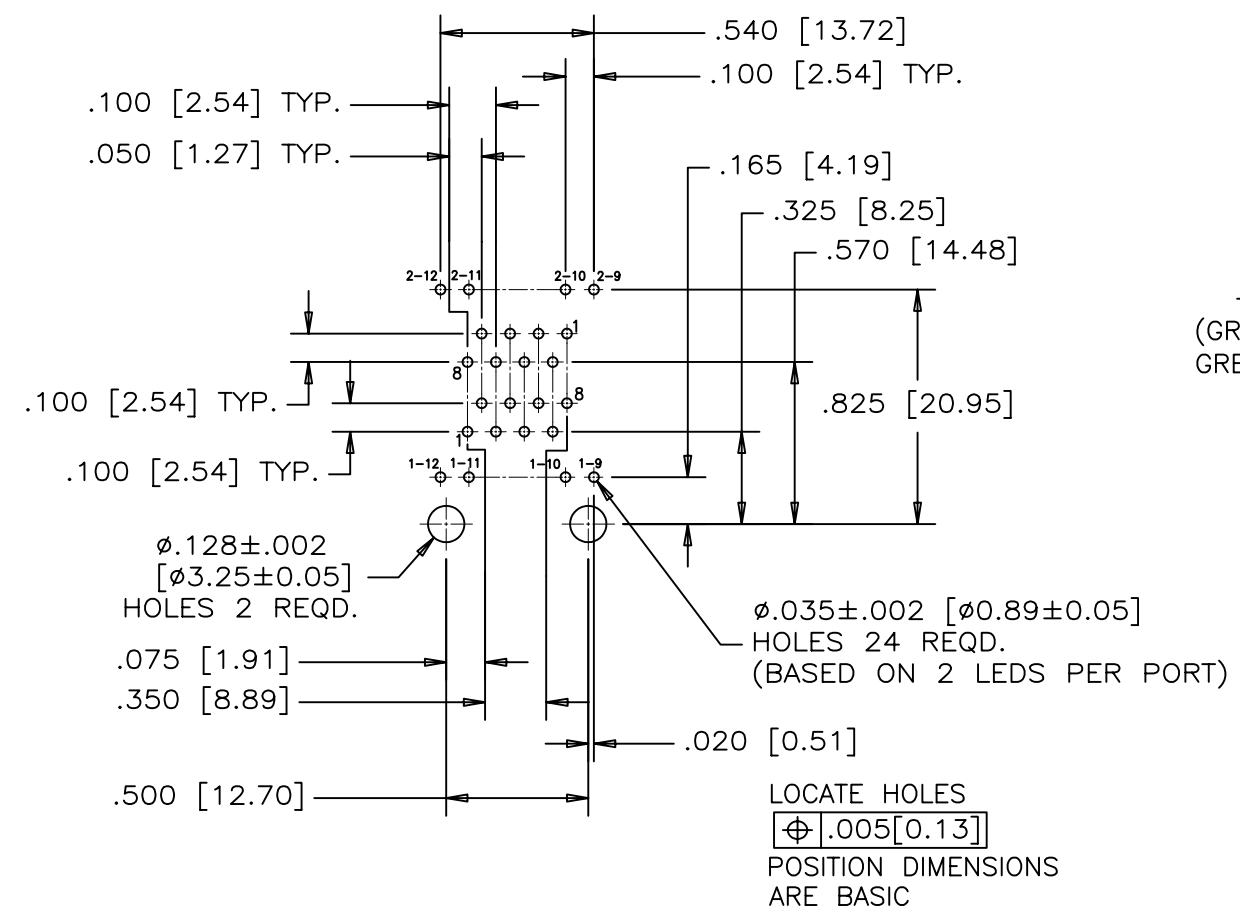 .540 [13.72]
.100 [2.54] TYP.
.100 [2.54] TYP.
.050 [1.27] TYP.
.165 [4.19]
.325 [8.25]
.570 [14.48]
2-12 2-11 2-10 2-9
1
8
(GR
GRE
.100 [2.54] TYP.
8
.825 [20.95]
1
.100 [2.54] TYP.
1-12 1-11 1-10 1-9
ø.128±.002
[ø3.25±0.05]
HOLES 2 REQD.
ø.035±.002 [ø0.89±0.05]
HOLES 24 REQD.
(BASED ON 2 LEDS PER PORT)
.075 [1.91]
.350 [8.89]
.020 [0.51]
.500 [12.70]
LOCATE HOLES
⌖ .005[0.13]
POSITION DIMENSIONS
ARE BASIC